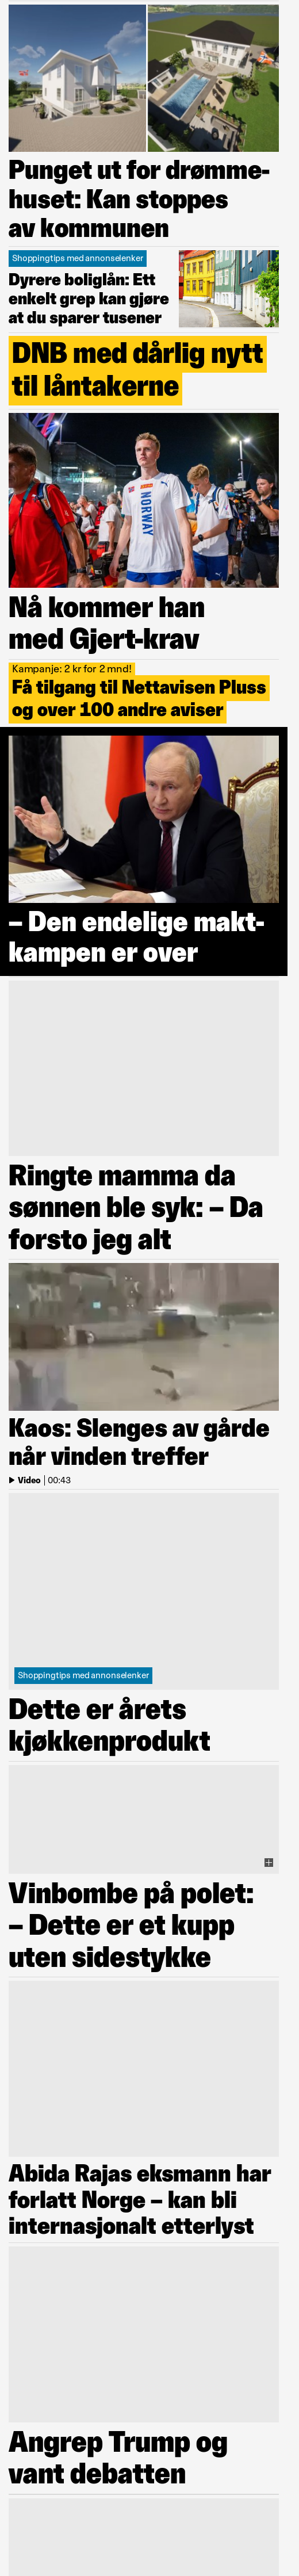 Punget ut for drømme-
huset: Kan stoppes
av kommunen
Shoppingtips med annonselenker
Dyrere boliglån: Ett
enkelt grep kan gjøre
at du sparer tusener
DNB med dårlig nytt
til låntakerne
NORWAY
Nå kommer han
med Gjert-krav
Kampanje: 2 kr for 2 mnd!
Få tilgang til Nettavisen Pluss
og over 100 andre aviser
– Den endelige makt-
kampen er over
Ringte mamma da
sønnen ble syk: – Da
forsto jeg alt
Kaos: Slenges av gårde
når vinden treffer
Video | 00:43
Shoppingtips med annonselenker
Dette er årets
kjøkkenprodukt
Vinbombe på polet:
– Dette er et kupp
uten sidestykke
Abida Rajas eksmann har
forlatt Norge – kan bli
internasjonalt etterlyst
Angrep Trump og
vant debatten